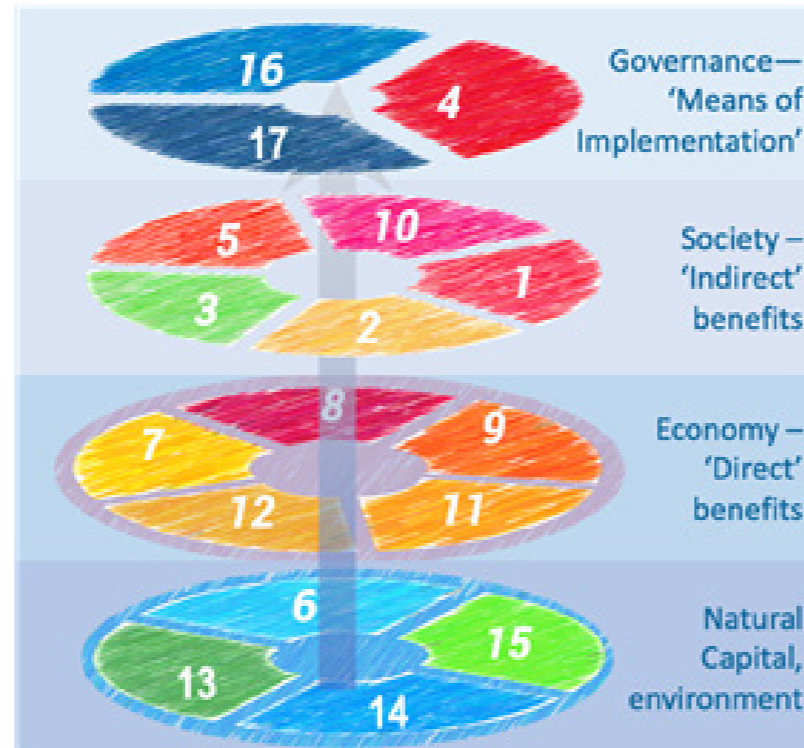 16
4
17
Governance—
'Means of
Implementation'
10
5
1
3
2
Society –
'Indirect'
benefits
8
9
7
12
11
Economy –
'Direct'
benefits
6
15
13
14
Natural
Capital,
environment